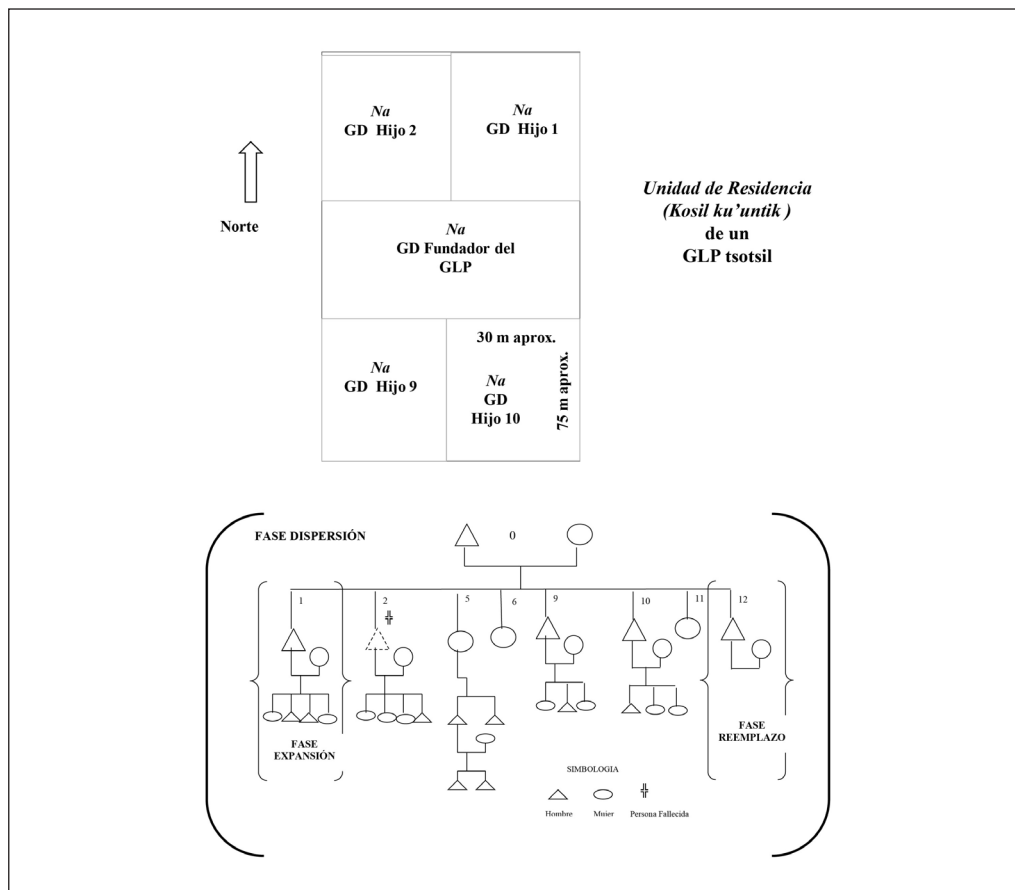 Na
GD Hijo 2
Na
GD Hijo 1
Norte
Unidad de Residencia
(Kosil ku’untik )
de un
GLP tsotsil
Na
GD Fundador del
GLP
30 m aprox.
75 m aprox.
Na
GD Hijo 9
Na
GD
Hijo 10
FASE DISPERSIÓN
0
1
2
5
6
9
10
11
12
FASE
EXPANSIÓN
FASE
REEMPLAZO
SIMBOLOGIA
Hombre
Mujer
Persona Fallecida